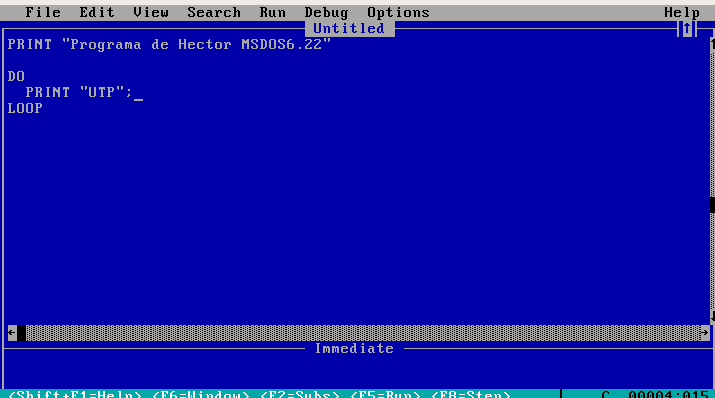 File Edit View Search Run Debug Options Help
Untitled
PRINT "Programa de Hector MSDOS6.22"
DO
PRINT "UTP";_
LOOP
Immediate
<Shift+F1=Help> <F6=Window> <F2=Subs> <F5=Run> <F8=Step> C 00004:015